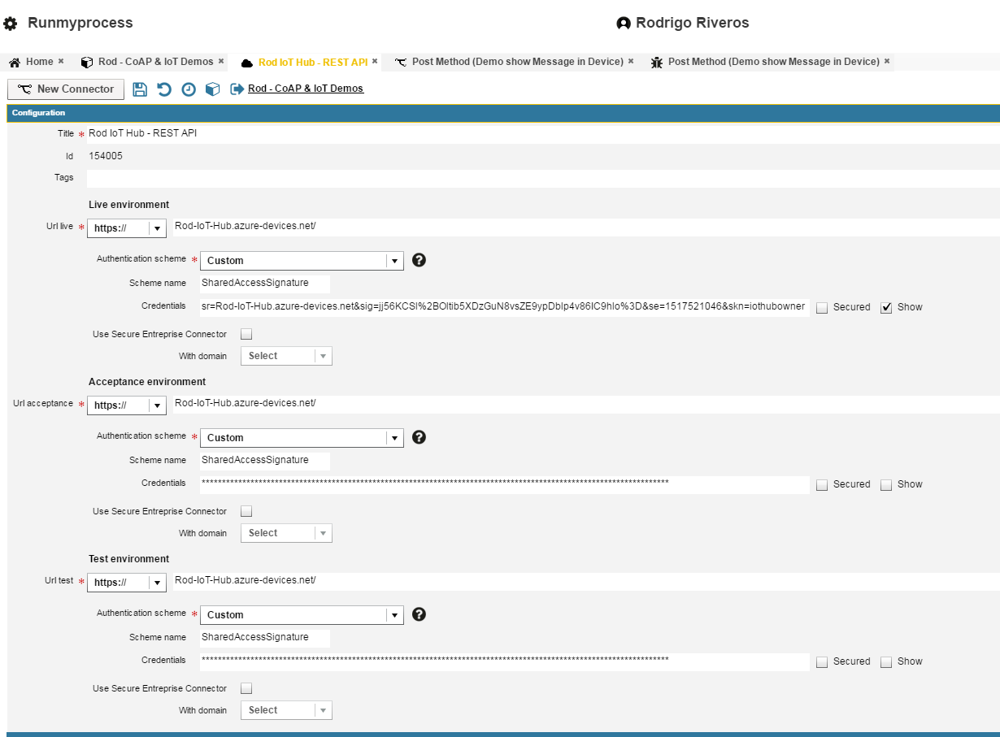 Runmyprocess
Rodrigo Riveros
Home × Rod - CoAP & IoT Demos × Rod IoT Hub - REST API × Post Method (Demo show Message in Device) × Post Method (Demo show Message in Device) ×
New Connector Rod - CoAP & IoT Demos
Configuration
Title * Rod IoT Hub - REST API
Id 154005
Tags
Live environment
Url live * https:// Rod-IoT-Hub.azure-devices.net/
Authentication scheme * Custom ?
Scheme name SharedAccessSignature
Credentials sr=Rod-IoT-Hub.azure-devices.net&sig=jj56KCSI%2BOltib5XDzGuN8vsZE9ypDblp4v86IC9hlo%3D&se=1517521046&skn=iothubowner Secured Show
Use Secure Entreprise Connector
With domain Select
Acceptance environment
Url acceptance * https:// Rod-IoT-Hub.azure-devices.net/
Authentication scheme * Custom ?
Scheme name SharedAccessSignature
Credentials ******************************************************************************************************************* Secured Show
Use Secure Entreprise Connector
With domain Select
Test environment
Url test * https:// Rod-IoT-Hub.azure-devices.net/
Authentication scheme * Custom ?
Scheme name SharedAccessSignature
Credentials ******************************************************************************************************************* Secured Show
Use Secure Entreprise Connector
With domain Select